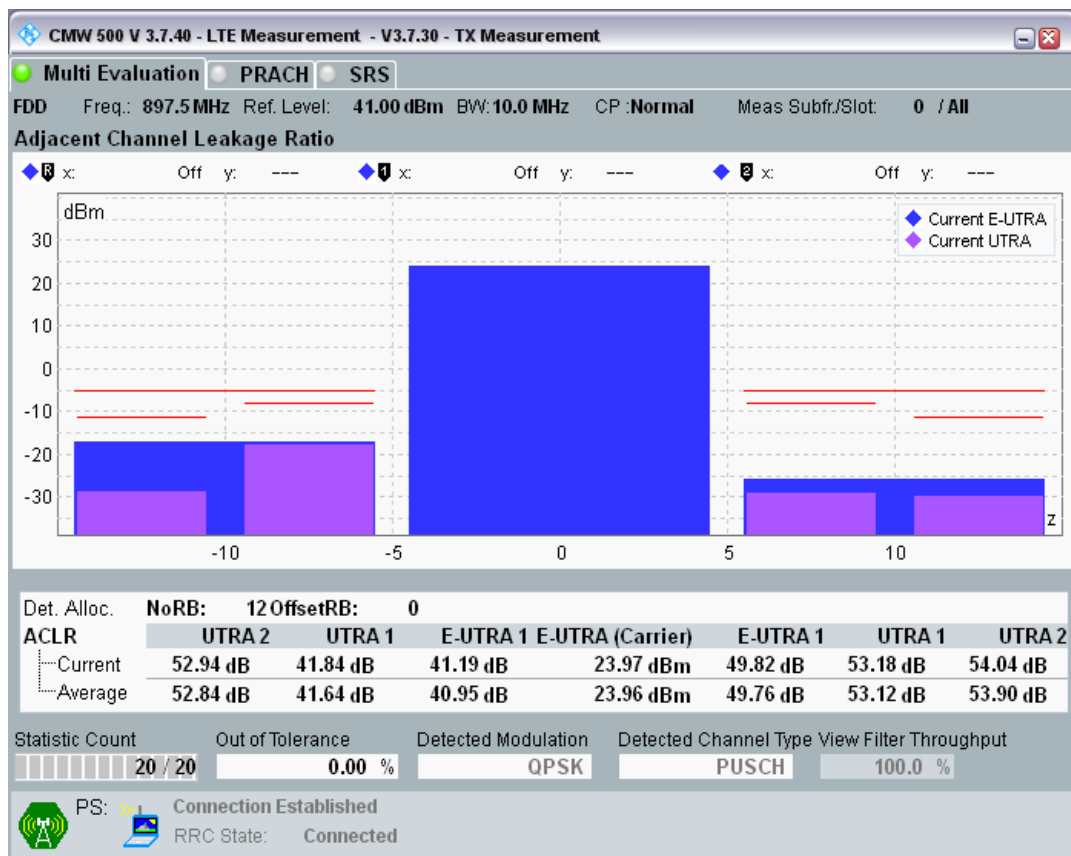 CMW 500 V 3.7.40 - LTE Measurement - V3.7.30 - TX Measurement
Multi Evaluation PRACH SRS
FDD Freq.: 897.5 MHz Ref. Level: 41.00 dBm BW: 10.0 MHz CP :Normal Meas Subfr./Slot: 0 / All
Adjacent Channel Leakage Ratio
R x: Off y: --- 1 x: Off y: --- 2 x: Off y: ---
dBm
Current E-UTRA
Current UTRA
30
20
10
0
-10
-20
-30
z
-10 -5 0 5 10
Det. Alloc. NoRB: 12 OffsetRB: 0
ACLR UTRA 2 UTRA 1 E-UTRA 1 E-UTRA (Carrier) E-UTRA 1 UTRA 1 UTRA 2
Current 52.94 dB 41.84 dB 41.19 dB 23.97 dBm 49.82 dB 53.18 dB 54.04 dB
Average 52.84 dB 41.64 dB 40.95 dB 23.96 dBm 49.76 dB 53.12 dB 53.90 dB
Statistic Count Out of Tolerance Detected Modulation Detected Channel Type View Filter Throughput
20 / 20 0.00 % QPSK PUSCH 100.0 %
PS: Connection Established
RRC State: Connected